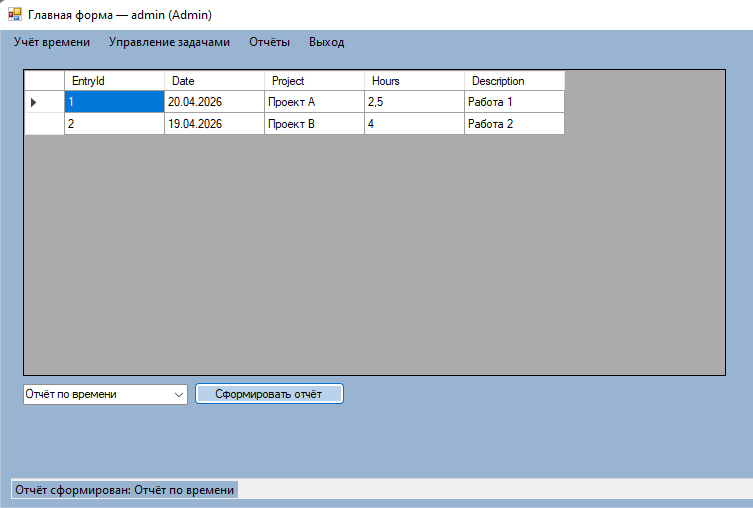 Главная форма — admin (Admin)
Учёт времени Управление задачами Отчёты Выход
EntryId Date Project Hours Description
1 20.04.2026 Проект A 2,5 Работа 1
2 19.04.2026 Проект B 4 Работа 2
Отчёт по времени Сформировать отчёт
Отчёт сформирован: Отчёт по времени